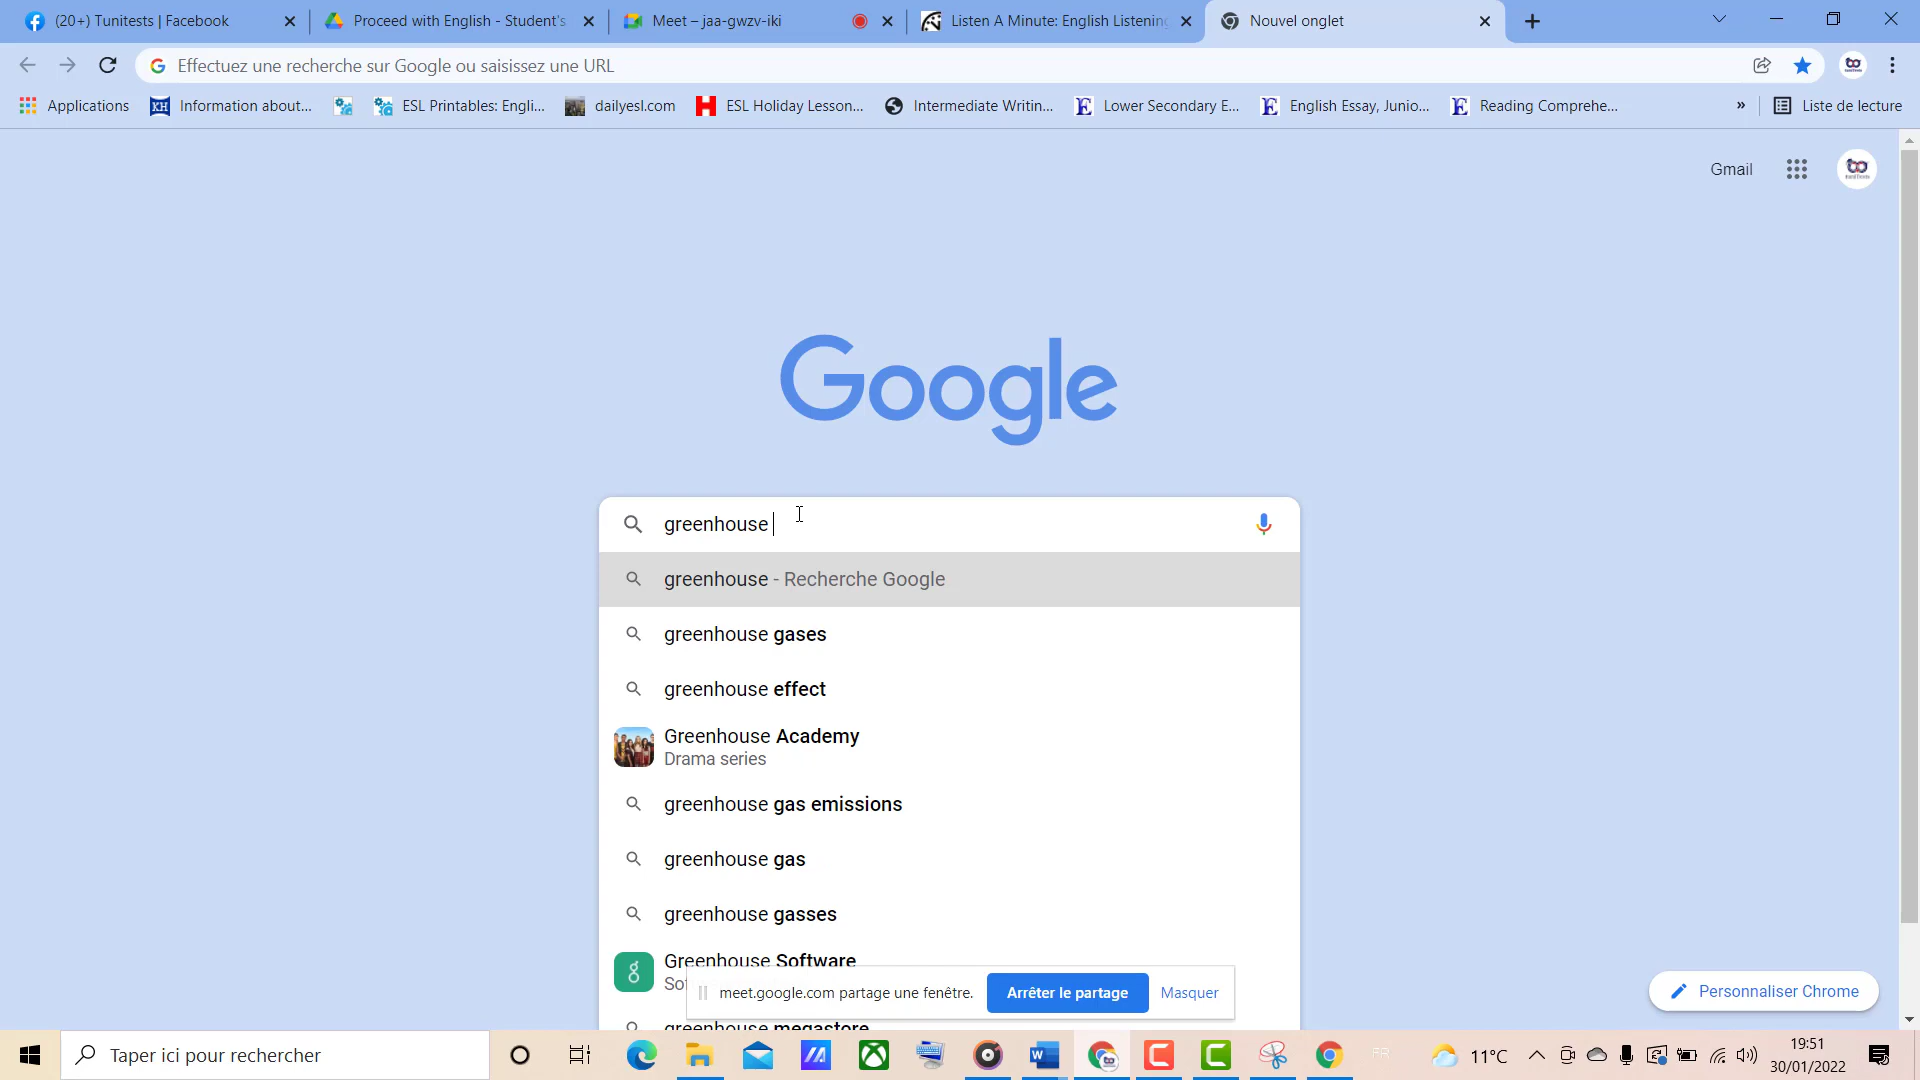 (20+) Tunitests | Facebook
Proceed with English - Student's
Meet – jaa-gwzv-iki
Listen A Minute: English Listening
Nouvel onglet
Effectuez une recherche sur Google ou saisissez une URL
Applications
KH
Information about...
ESL Printables: Engli...
dailyesl.com
H
ESL Holiday Lesson...
Intermediate Writin...
E
Lower Secondary E...
E
English Essay, Junio...
E
Reading Comprehe...
»
Liste de lecture
Gmail
Google
greenhouse
greenhouse - Recherche Google
greenhouse gases
greenhouse effect
Greenhouse Academy
Drama series
greenhouse gas emissions
greenhouse gas
greenhouse gasses
Greenhouse Software
meet.google.com partage une fenêtre.
Arrêter le partage
Masquer
greenhouse megastore
Personnaliser Chrome
Taper ici pour rechercher
FR
11°C
19:51
30/01/2022